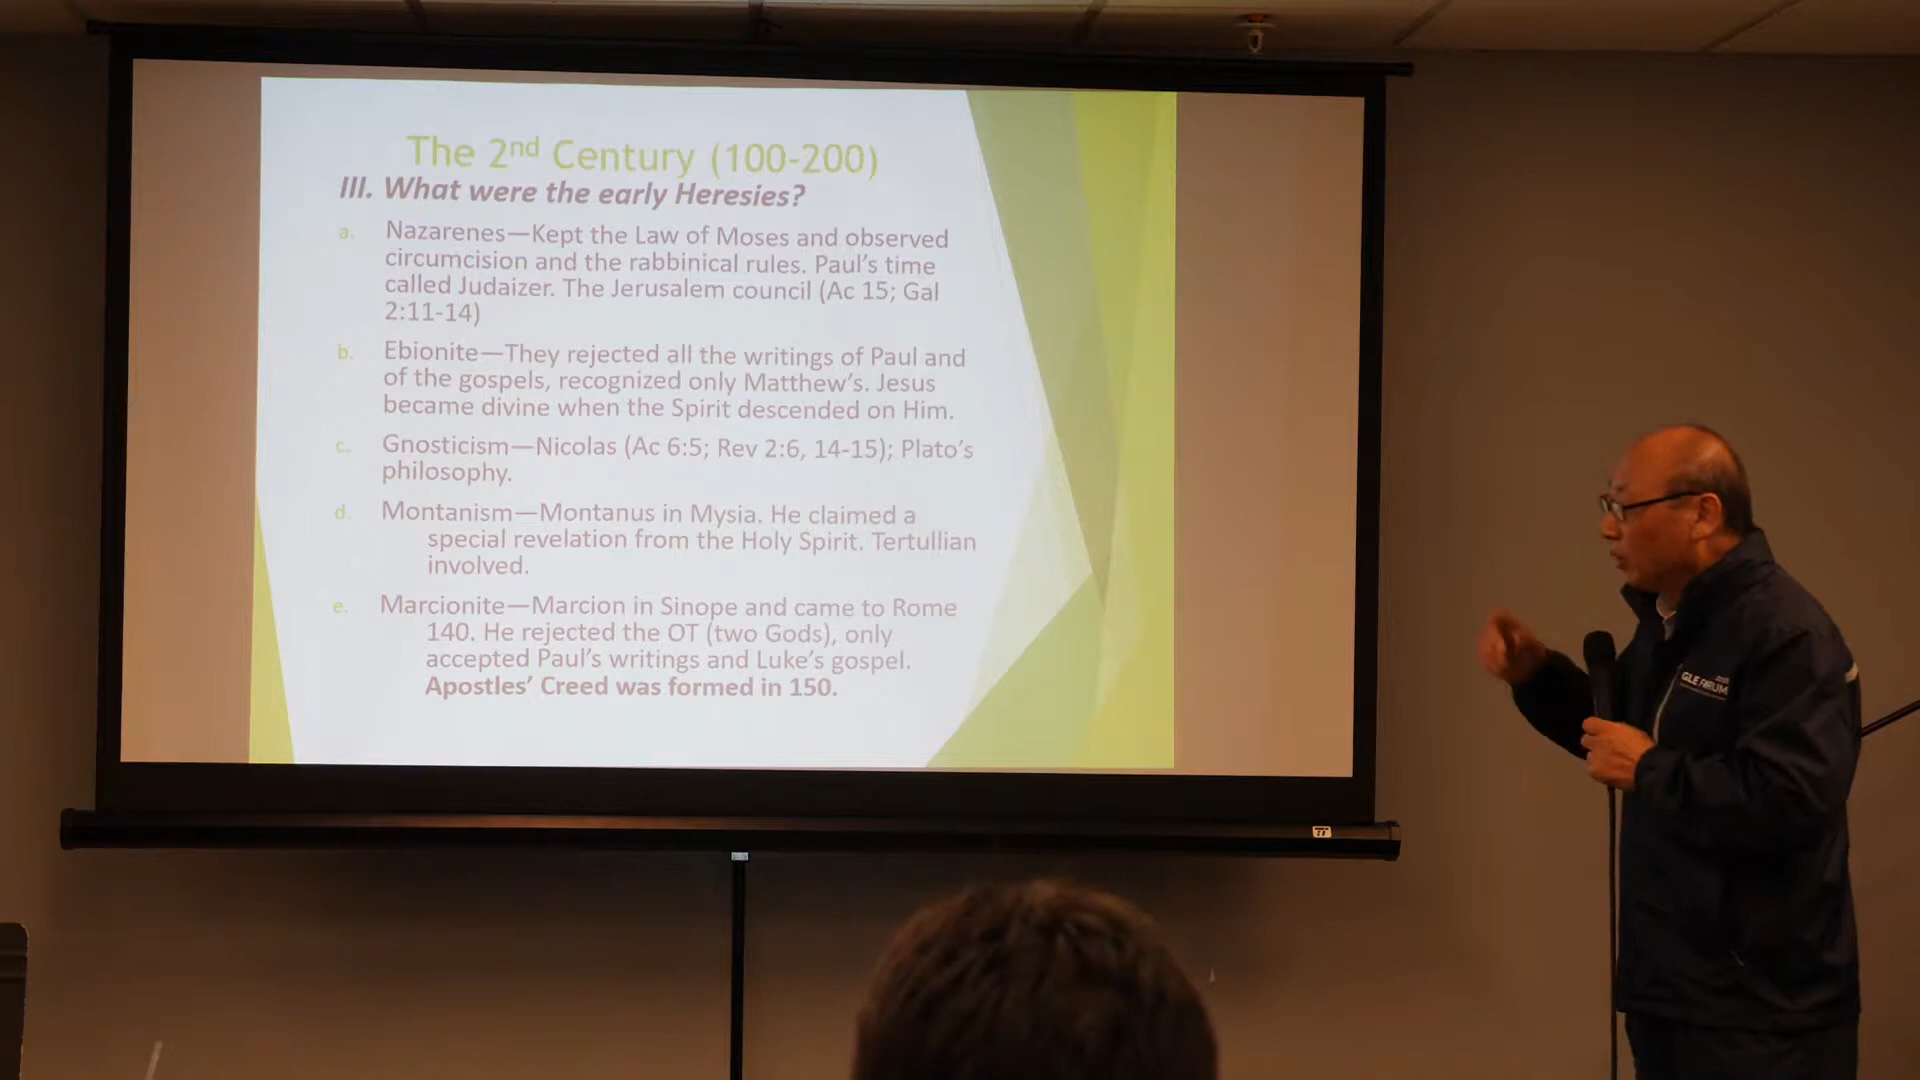 The 2nd Century (100-200)
III. What were the early Heresies?
a. Nazarenes—Kept the Law of Moses and observed
circumcision and the rabbinical rules. Paul's time
called Judaizer. The Jerusalem council (Ac 15; Gal
2:11-14)
b. Ebionite—They rejected all the writings of Paul and
of the gospels, recognized only Matthew's. Jesus
became divine when the Spirit descended on Him.
c. Gnosticism—Nicolas (Ac 6:5; Rev 2:6, 14-15); Plato's
philosophy.
d. Montanism—Montanus in Mysia. He claimed a
special revelation from the Holy Spirit. Tertullian
involved.
e. Marcionite—Marcion in Sinope and came to Rome
140. He rejected the OT (two Gods), only
accepted Paul's writings and Luke's gospel.
Apostles' Creed was formed in 150.
GLE FORUM